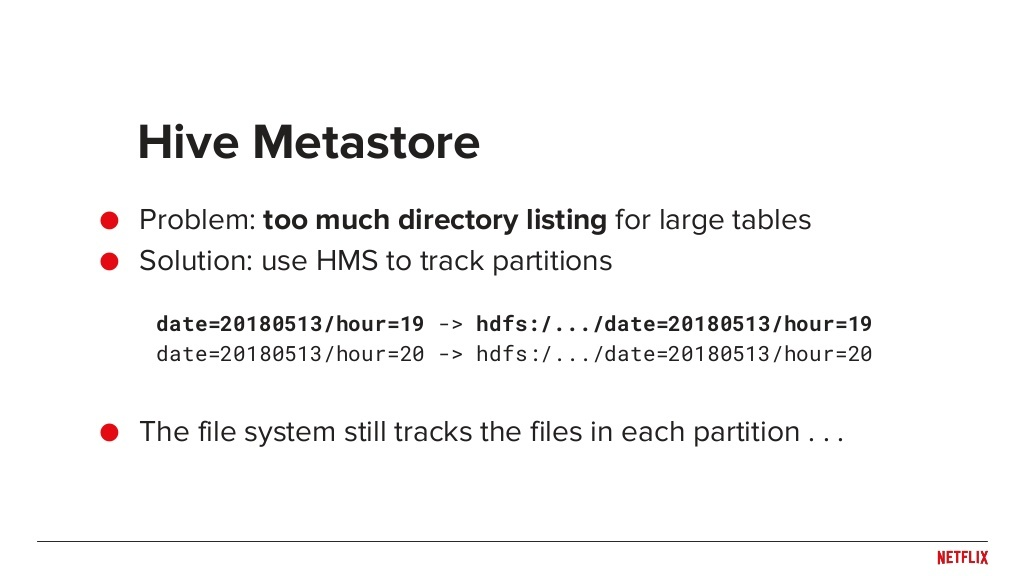 Hive Metastore
Problem: too much directory listing for large tables
Solution: use HMS to track partitions
date=20180513/hour=19 -> hdfs:/.../date=20180513/hour=19
date=20180513/hour=20 -> hdfs:/.../date=20180513/hour=20
The file system still tracks the files in each partition . . .
NETFLIX